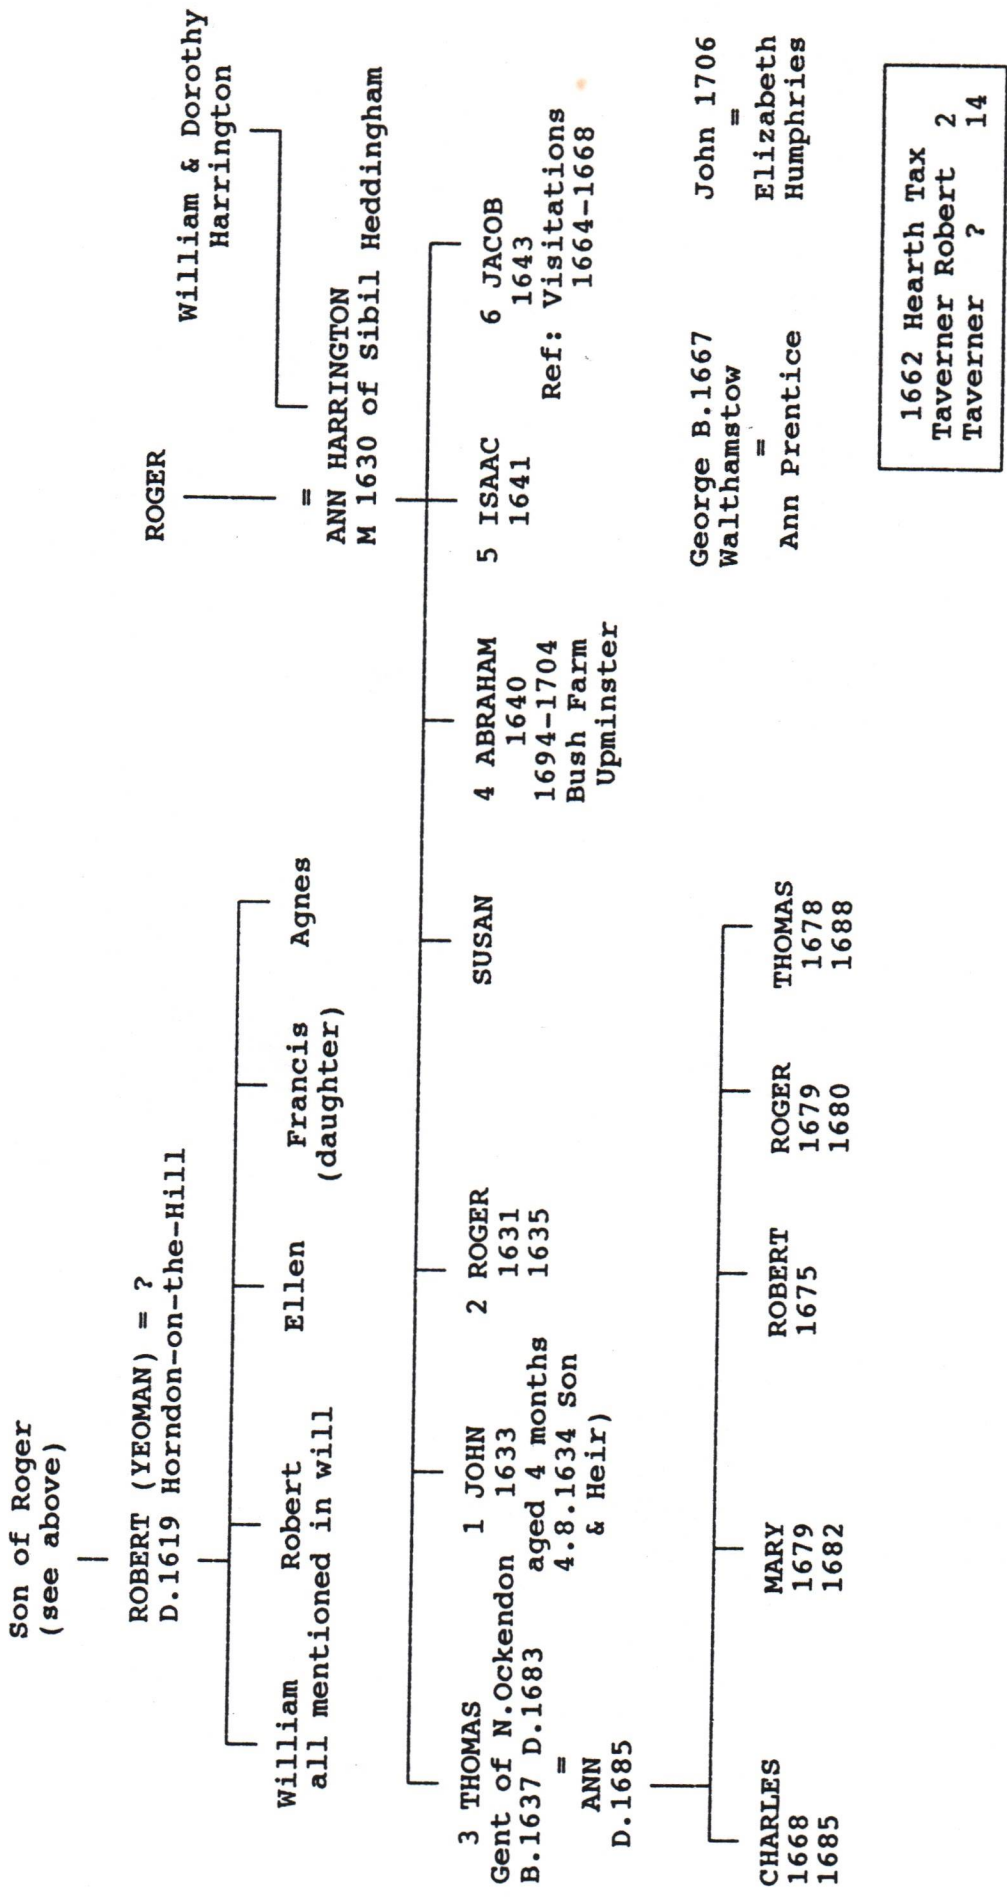 Son of Roger
(see above)
ROBERT (YEOMAN) = ?
D.1619 Horndon-on-the-Hill
William
all mentioned in will
Robert
Ellen
Francis
(daughter)
Agnes
ROGER
William & Dorothy
Harrington
=
ANN HARRINGTON
M 1630 of Sibil Heddingham
3 THOMAS
Gent of N.Ockendon
B.1637 D.1683
=
ANN
D.1685
1 JOHN
1633
aged 4 months
4.8.1634 Son
& Heir)
2 ROGER
1631
1635
SUSAN
4 ABRAHAM
1640
1694-1704
Bush Farm
Upminster
5 ISAAC
1641
6 JACOB
1643
Ref: Visitations
1664-1668
CHARLES
1668
1685
MARY
1679
1682
ROBERT
1675
ROGER
1679
1680
THOMAS
1678
1688
George B.1667
Walthamstow
=
Ann Prentice
John 1706
=
Elizabeth
Humphries
1662 Hearth Tax
Taverner Robert 2
Taverner ? 14